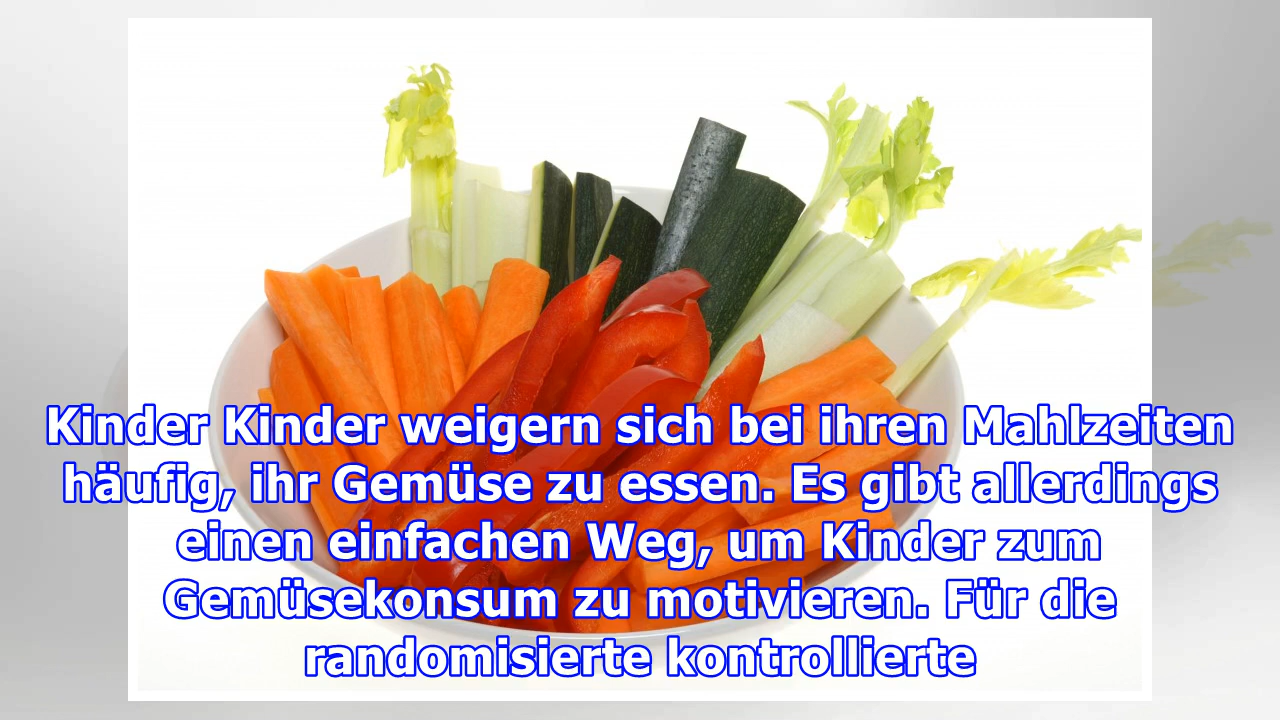 Kinder Kinder weigern sich bei ihren Mahlzeiten
häufig, ihr Gemüse zu essen. Es gibt allerdings
einen einfachen Weg, um Kinder zum
Gemüsekonsum zu motivieren. Für die
randomisierte kontrollierte